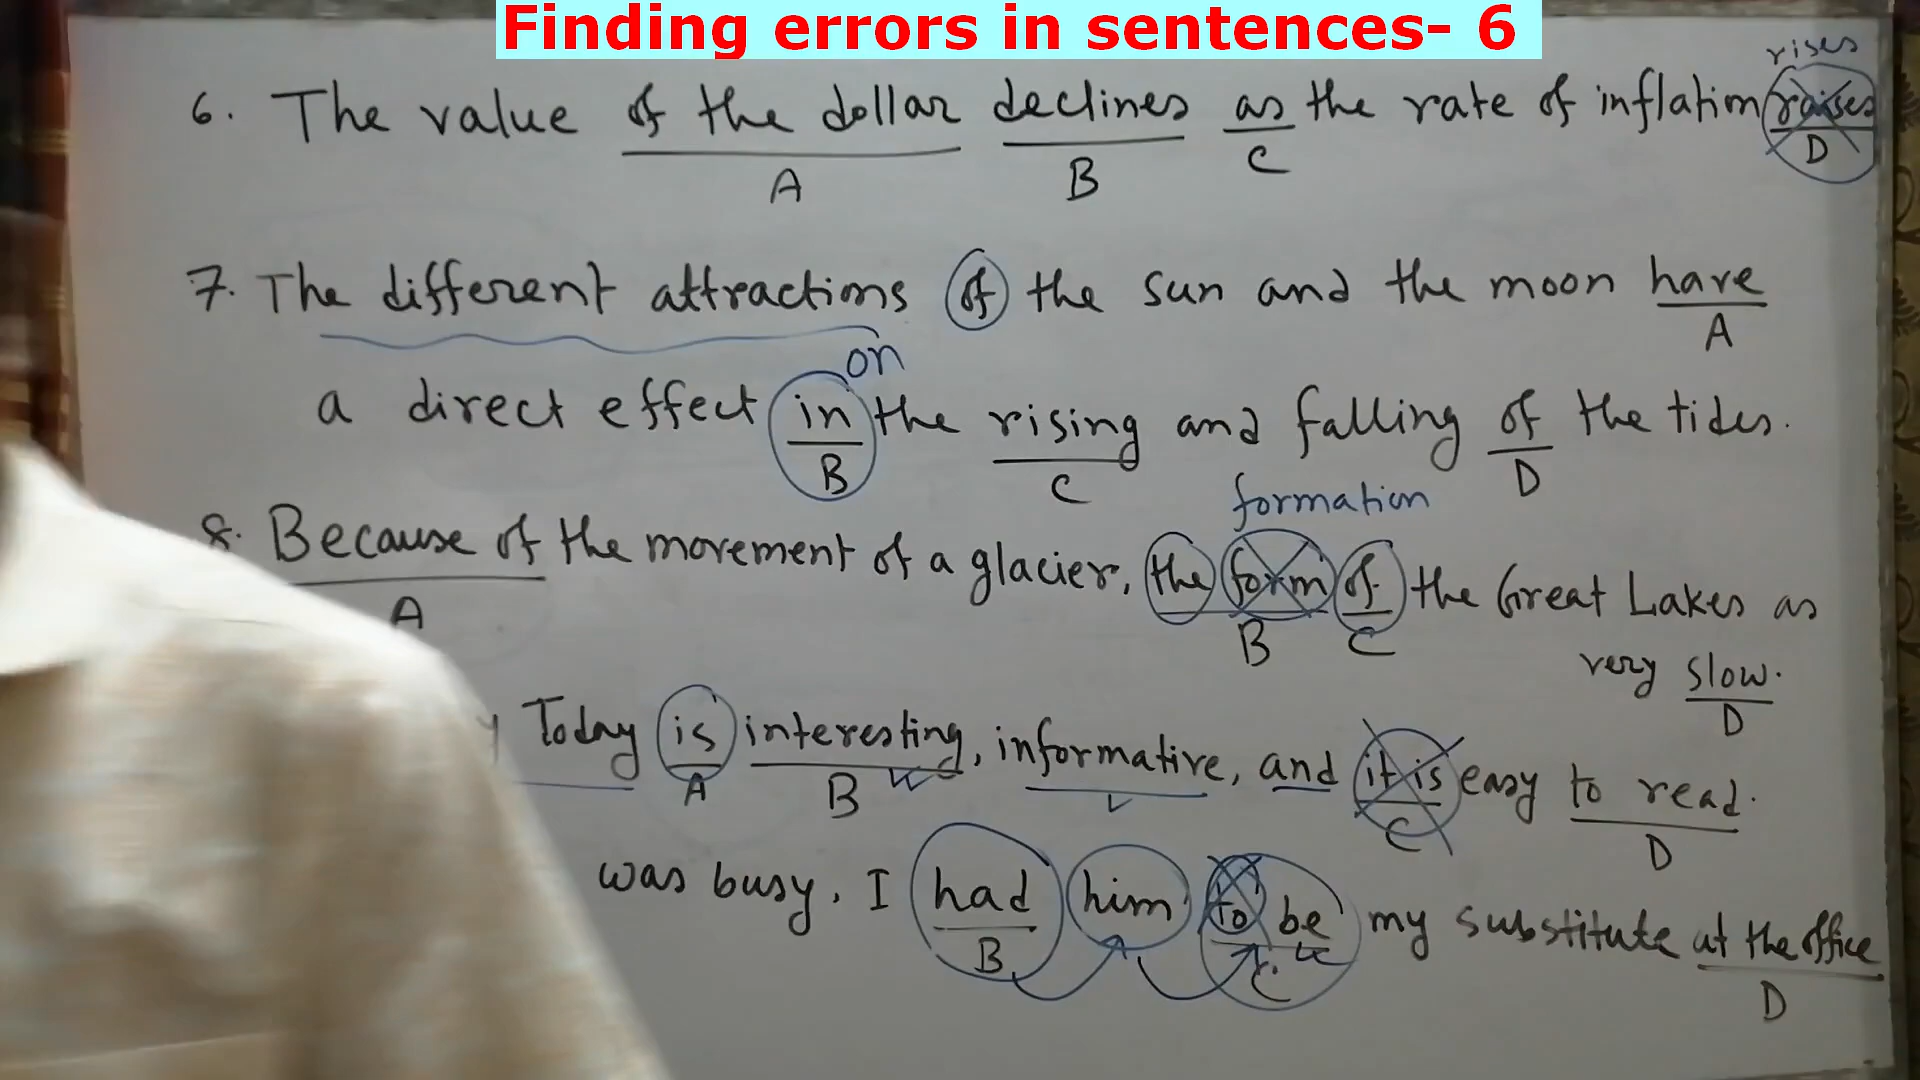 Finding errors in sentences- 6
rises
6. The value of the dollar declines as the rate of inflation raises
A B C D
7. The different attractions of the sun and the moon have
A
on
a direct effect in the rising and falling of the tides.
B C D
formation
8. Because of the movement of a glacier, the form of the Great Lakes as
A B C
very slow.
D
Today is interesting, informative, and it is easy to read.
A B C D
was busy, I had him to be my substitute at the office
B C D